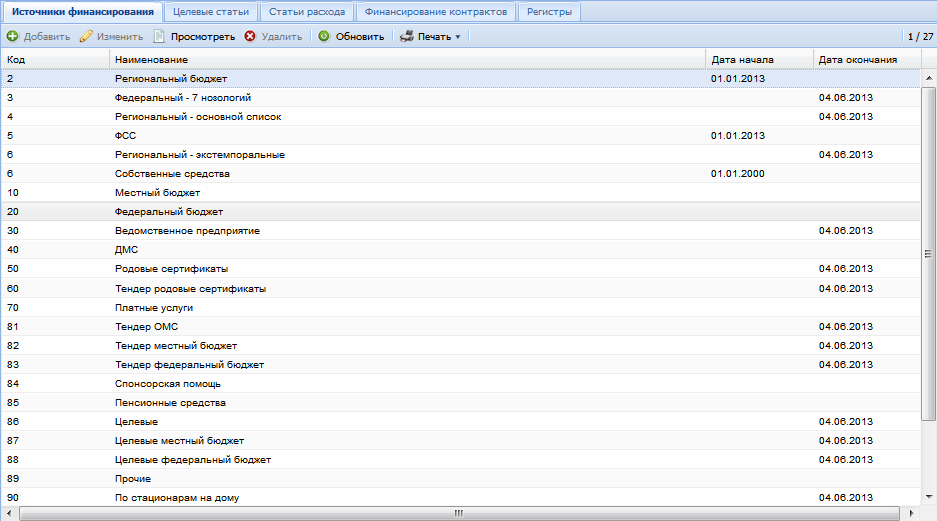 Источники финансирования Целевые статьи Статьи расхода Финансирование контрактов Регистры
Добавить Изменить Просмотреть Удалить Обновить Печать 1 / 27
Код Наименование Дата начала Дата окончания
2 Региональный бюджет 01.01.2013
3 Федеральный - 7 нозологий 04.06.2013
4 Региональный - основной список 04.06.2013
5 ФСС 01.01.2013
6 Региональный - экстемпоральные 04.06.2013
6 Собственные средства 01.01.2000
10 Местный бюджет
20 Федеральный бюджет
30 Ведомственное предприятие 04.06.2013
40 ДМС
50 Родовые сертификаты 04.06.2013
60 Тендер родовые сертификаты 04.06.2013
70 Платные услуги
81 Тендер ОМС 04.06.2013
82 Тендер местный бюджет 04.06.2013
83 Тендер федеральный бюджет 04.06.2013
84 Спонсорская помощь
85 Пенсионные средства
86 Целевые 04.06.2013
87 Целевые местный бюджет 04.06.2013
88 Целевые федеральный бюджет 04.06.2013
89 Прочие
90 По стационарам на дому 04.06.2013